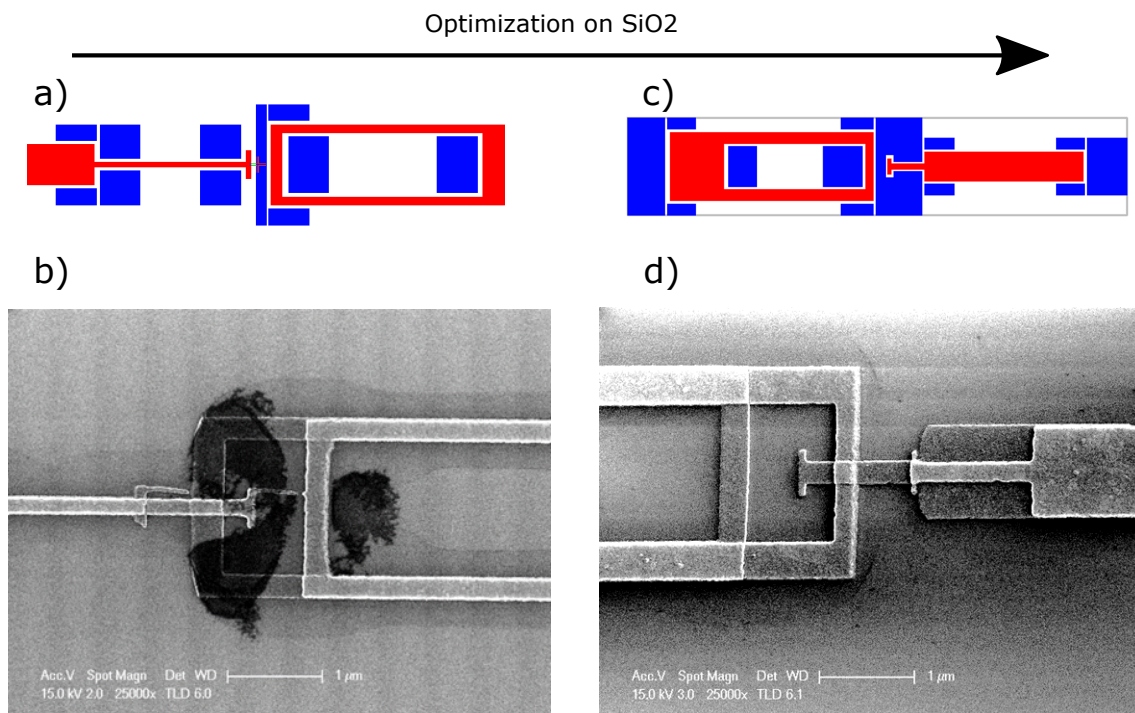 Optimization on SiO2
a)
c)
b)
d)
Acc.V Spot Magn Det WD 1 µm
15.0 kV 2.0 25000x TLD 6.0
Acc.V Spot Magn Det WD 1 µm
15.0 kV 3.0 25000x TLD 6.1